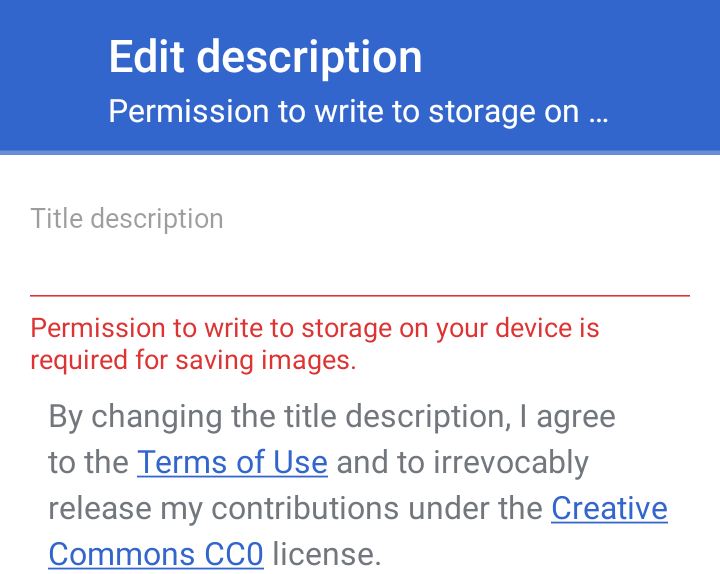 Edit description
Permission to write to storage on ...
Title description
Permission to write to storage on your device is
required for saving images.
By changing the title description, I agree
to the Terms of Use and to irrevocably
release my contributions under the Creative
Commons CC0 license.